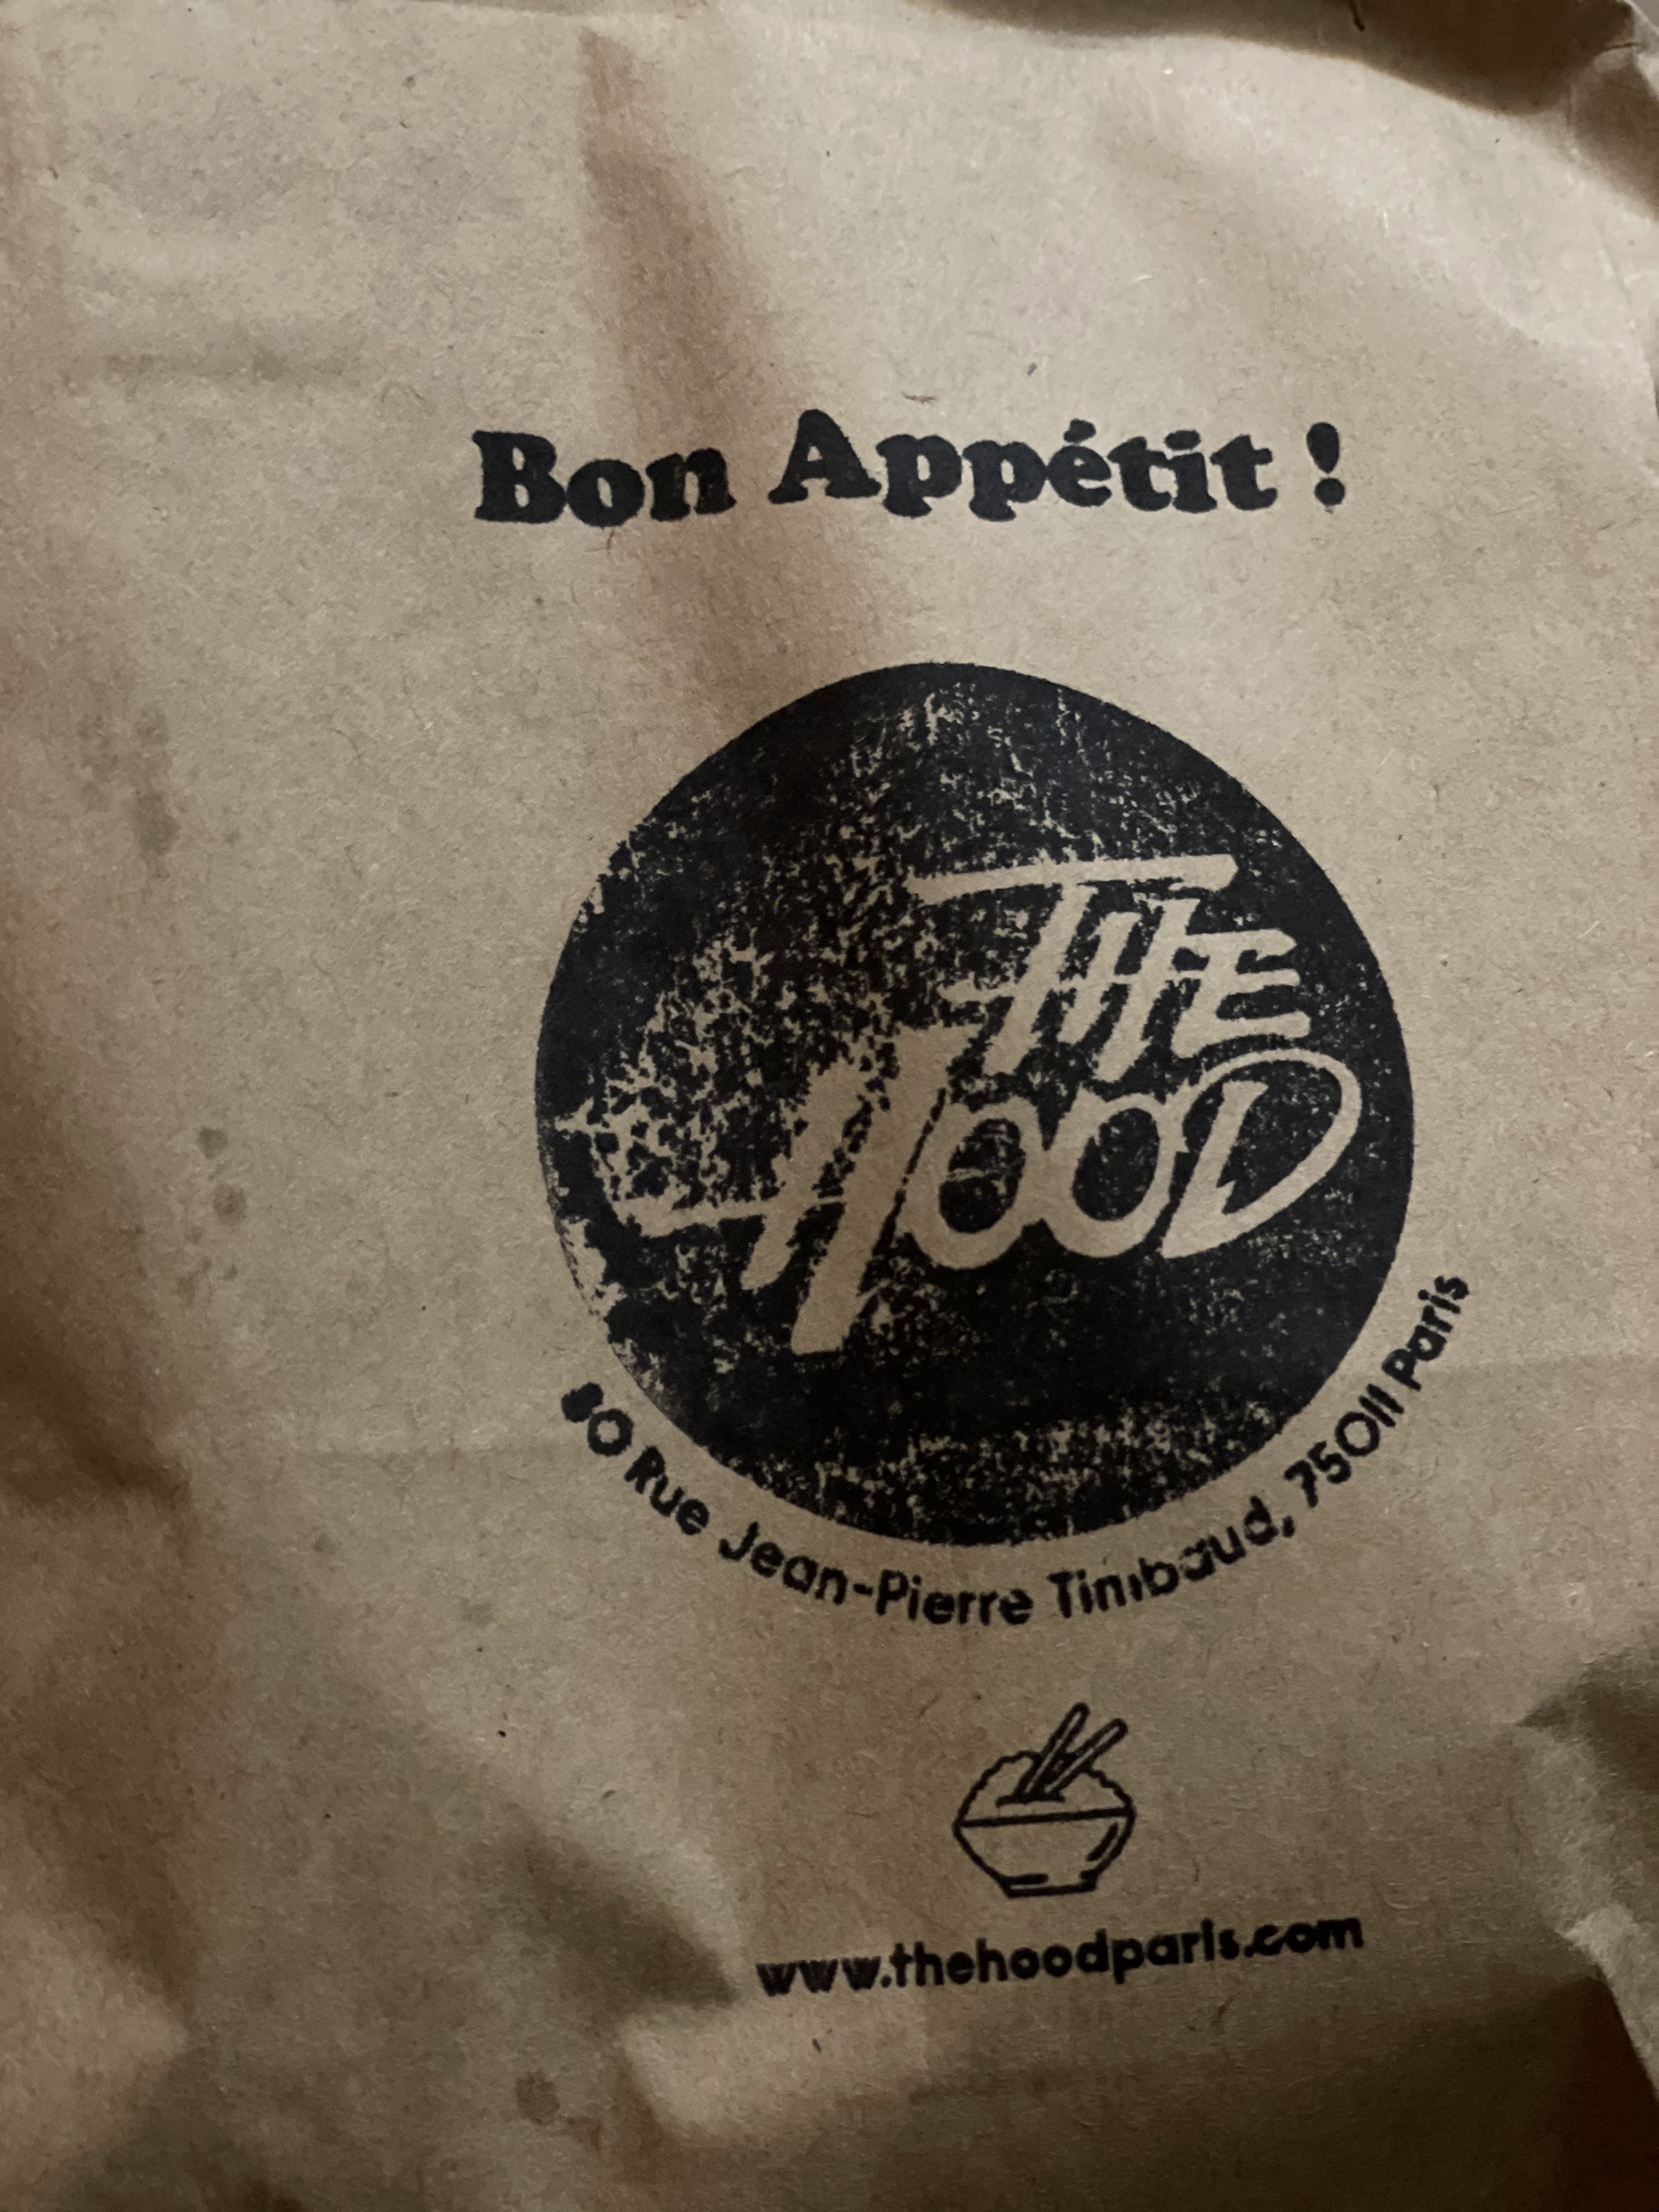 Bon Appétit !
THE
HOOD
80 Rue Jean-Pierre Timbaud, 75011 Paris
www.thehoodparis.com